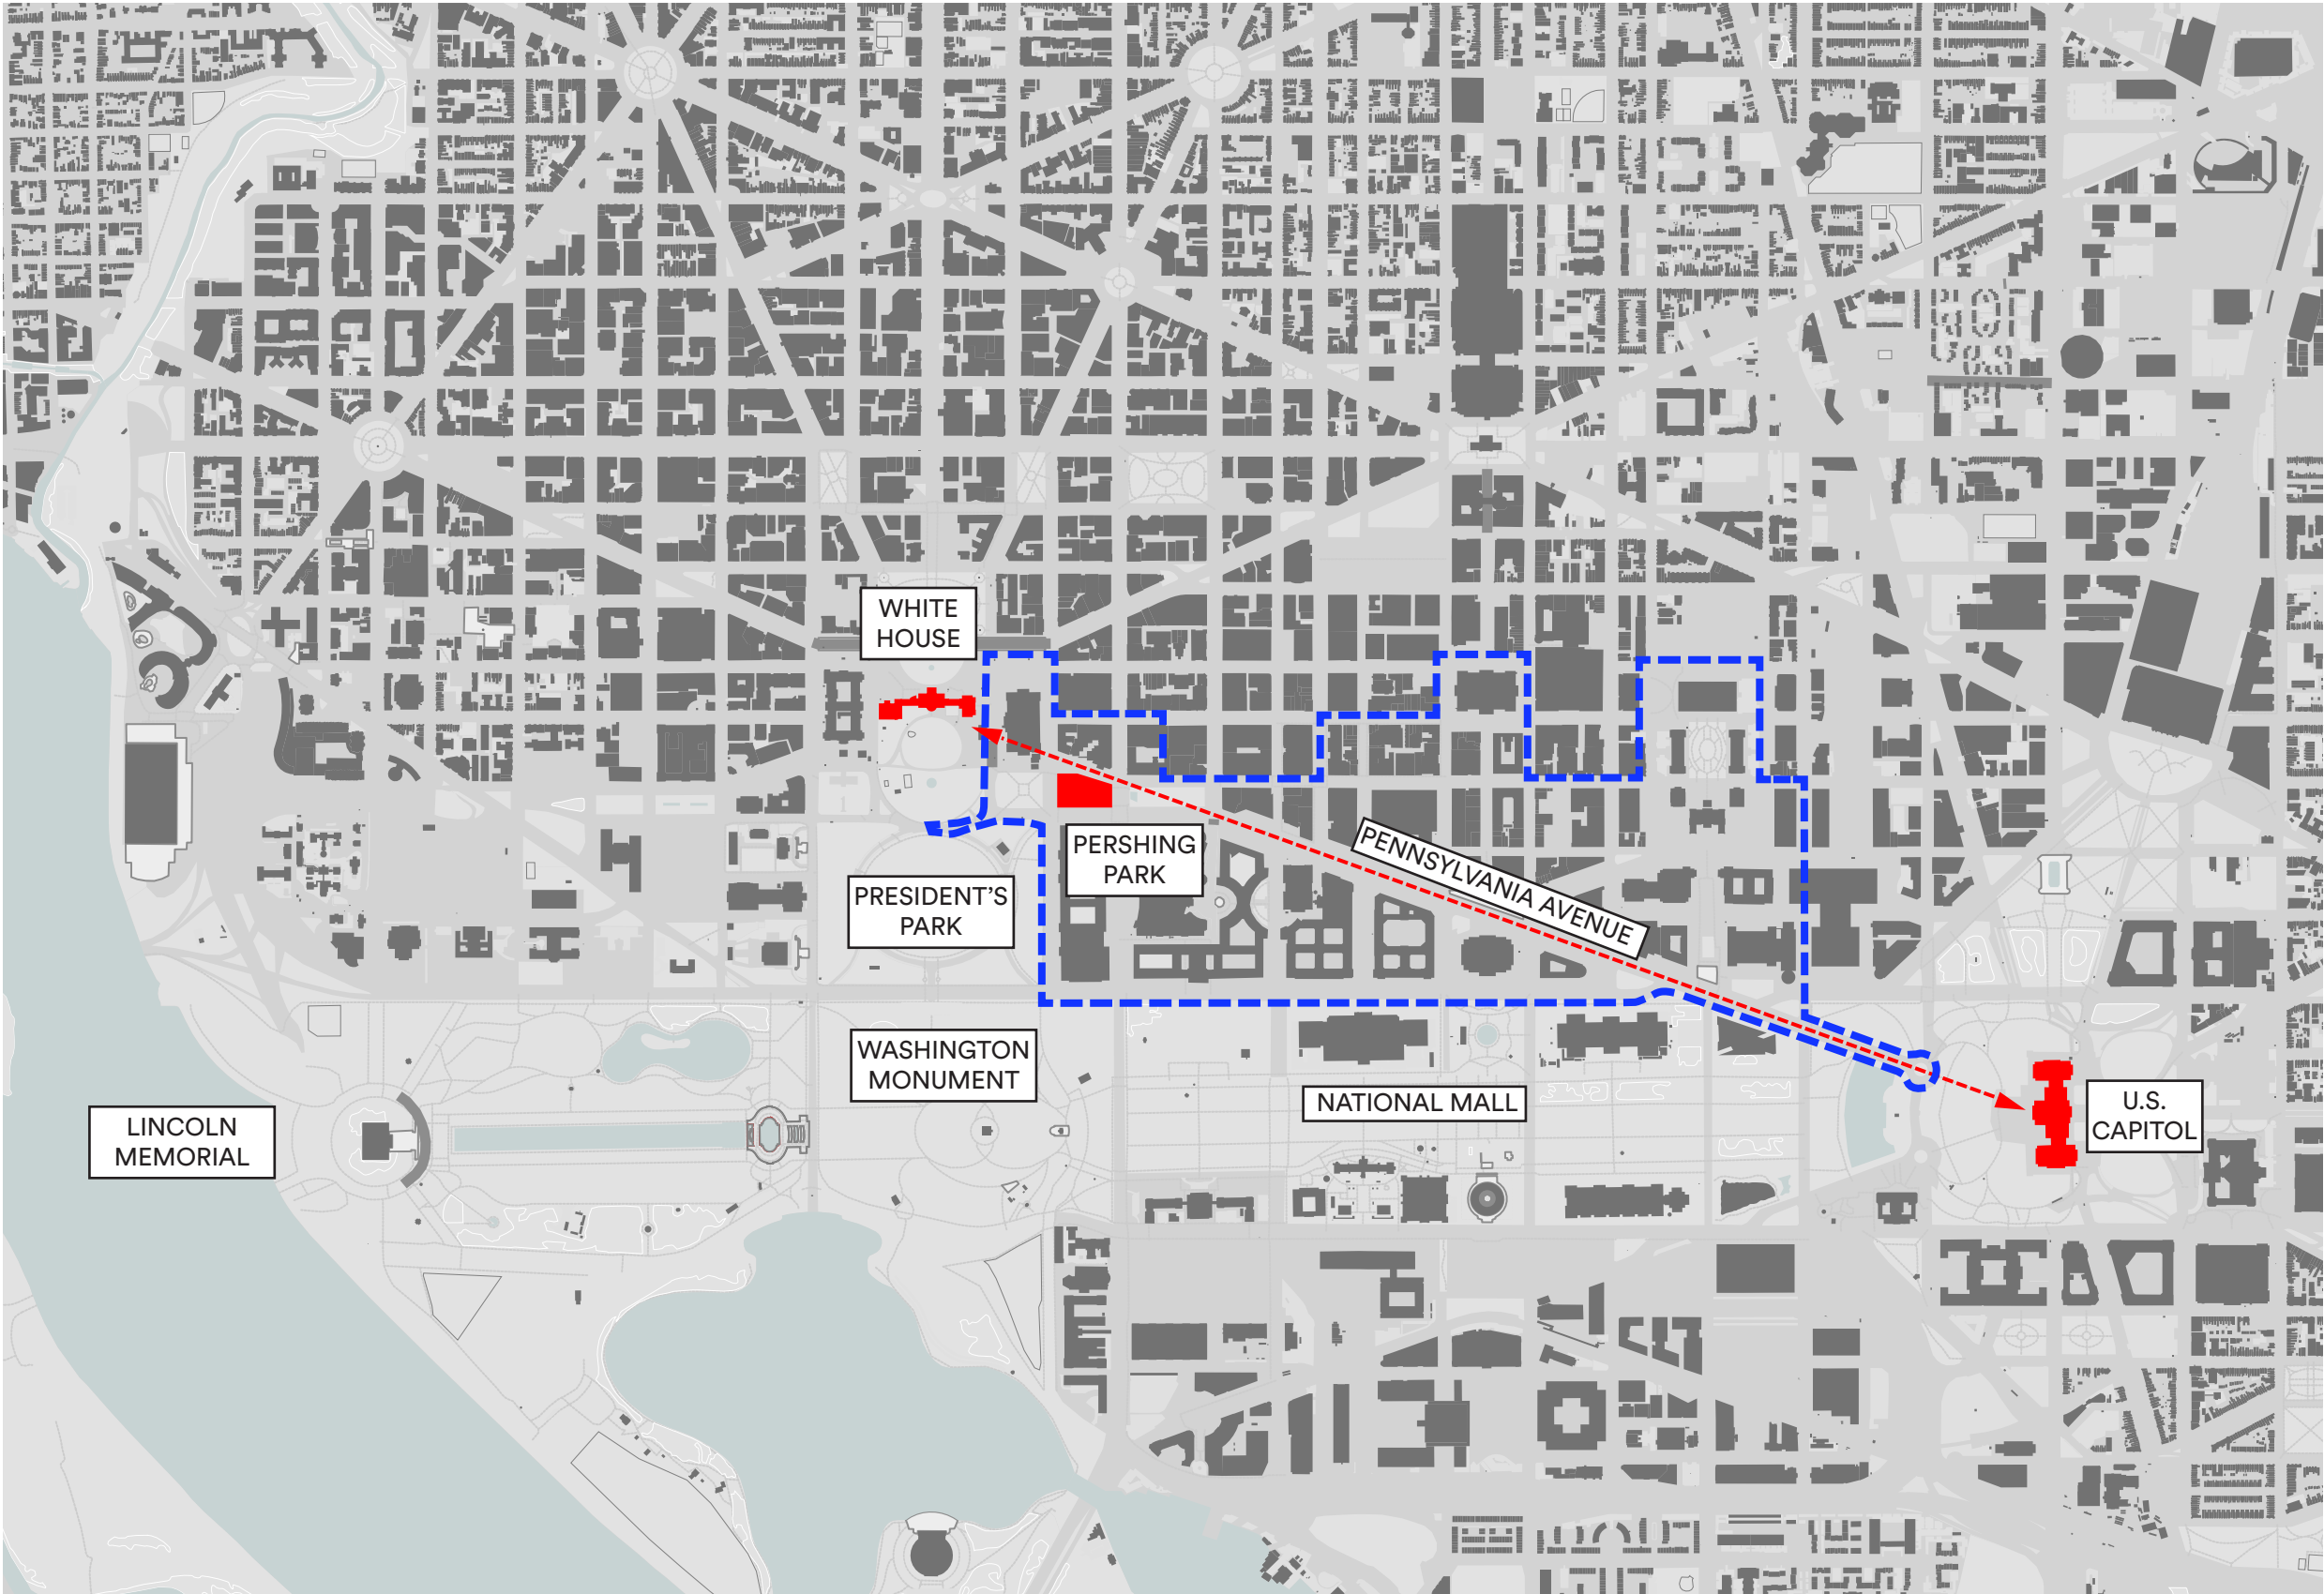 WHITE
HOUSE
PERSHING
PARK
PENNSYLVANIA AVENUE
PRESIDENT'S
PARK
WASHINGTON
MONUMENT
NATIONAL MALL
LINCOLN
MEMORIAL
U.S.
CAPITOL